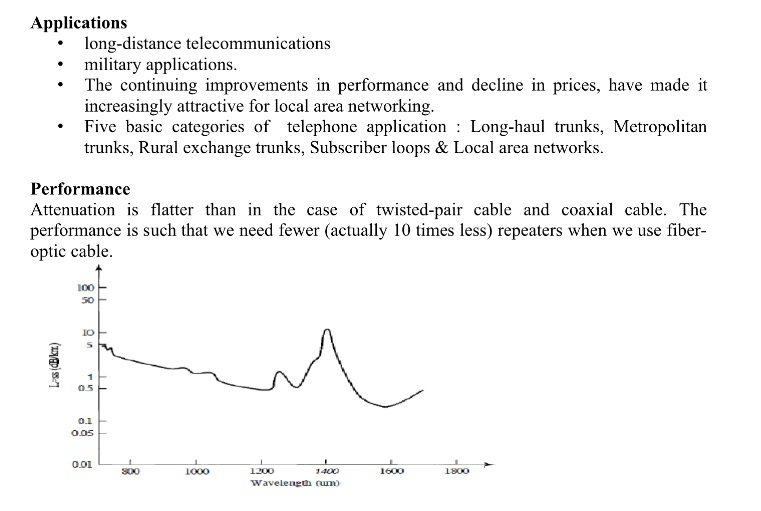 Applications
• long-distance telecommunications
• military applications.
• The continuing improvements in performance and decline in prices, have made it
increasingly attractive for local area networking.
• Five basic categories of telephone application : Long-haul trunks, Metropolitan
trunks, Rural exchange trunks, Subscriber loops & Local area networks.
Performance
Attenuation is flatter than in the case of twisted-pair cable and coaxial cable. The
performance is such that we need fewer (actually 10 times less) repeaters when we use fiber-
optic cable.
100
50
10
5
Loss (dB/km)
1
0.5
0.1
0.05
0.01
800 1000 1200 1400 1600 1800
Wavelength (um)